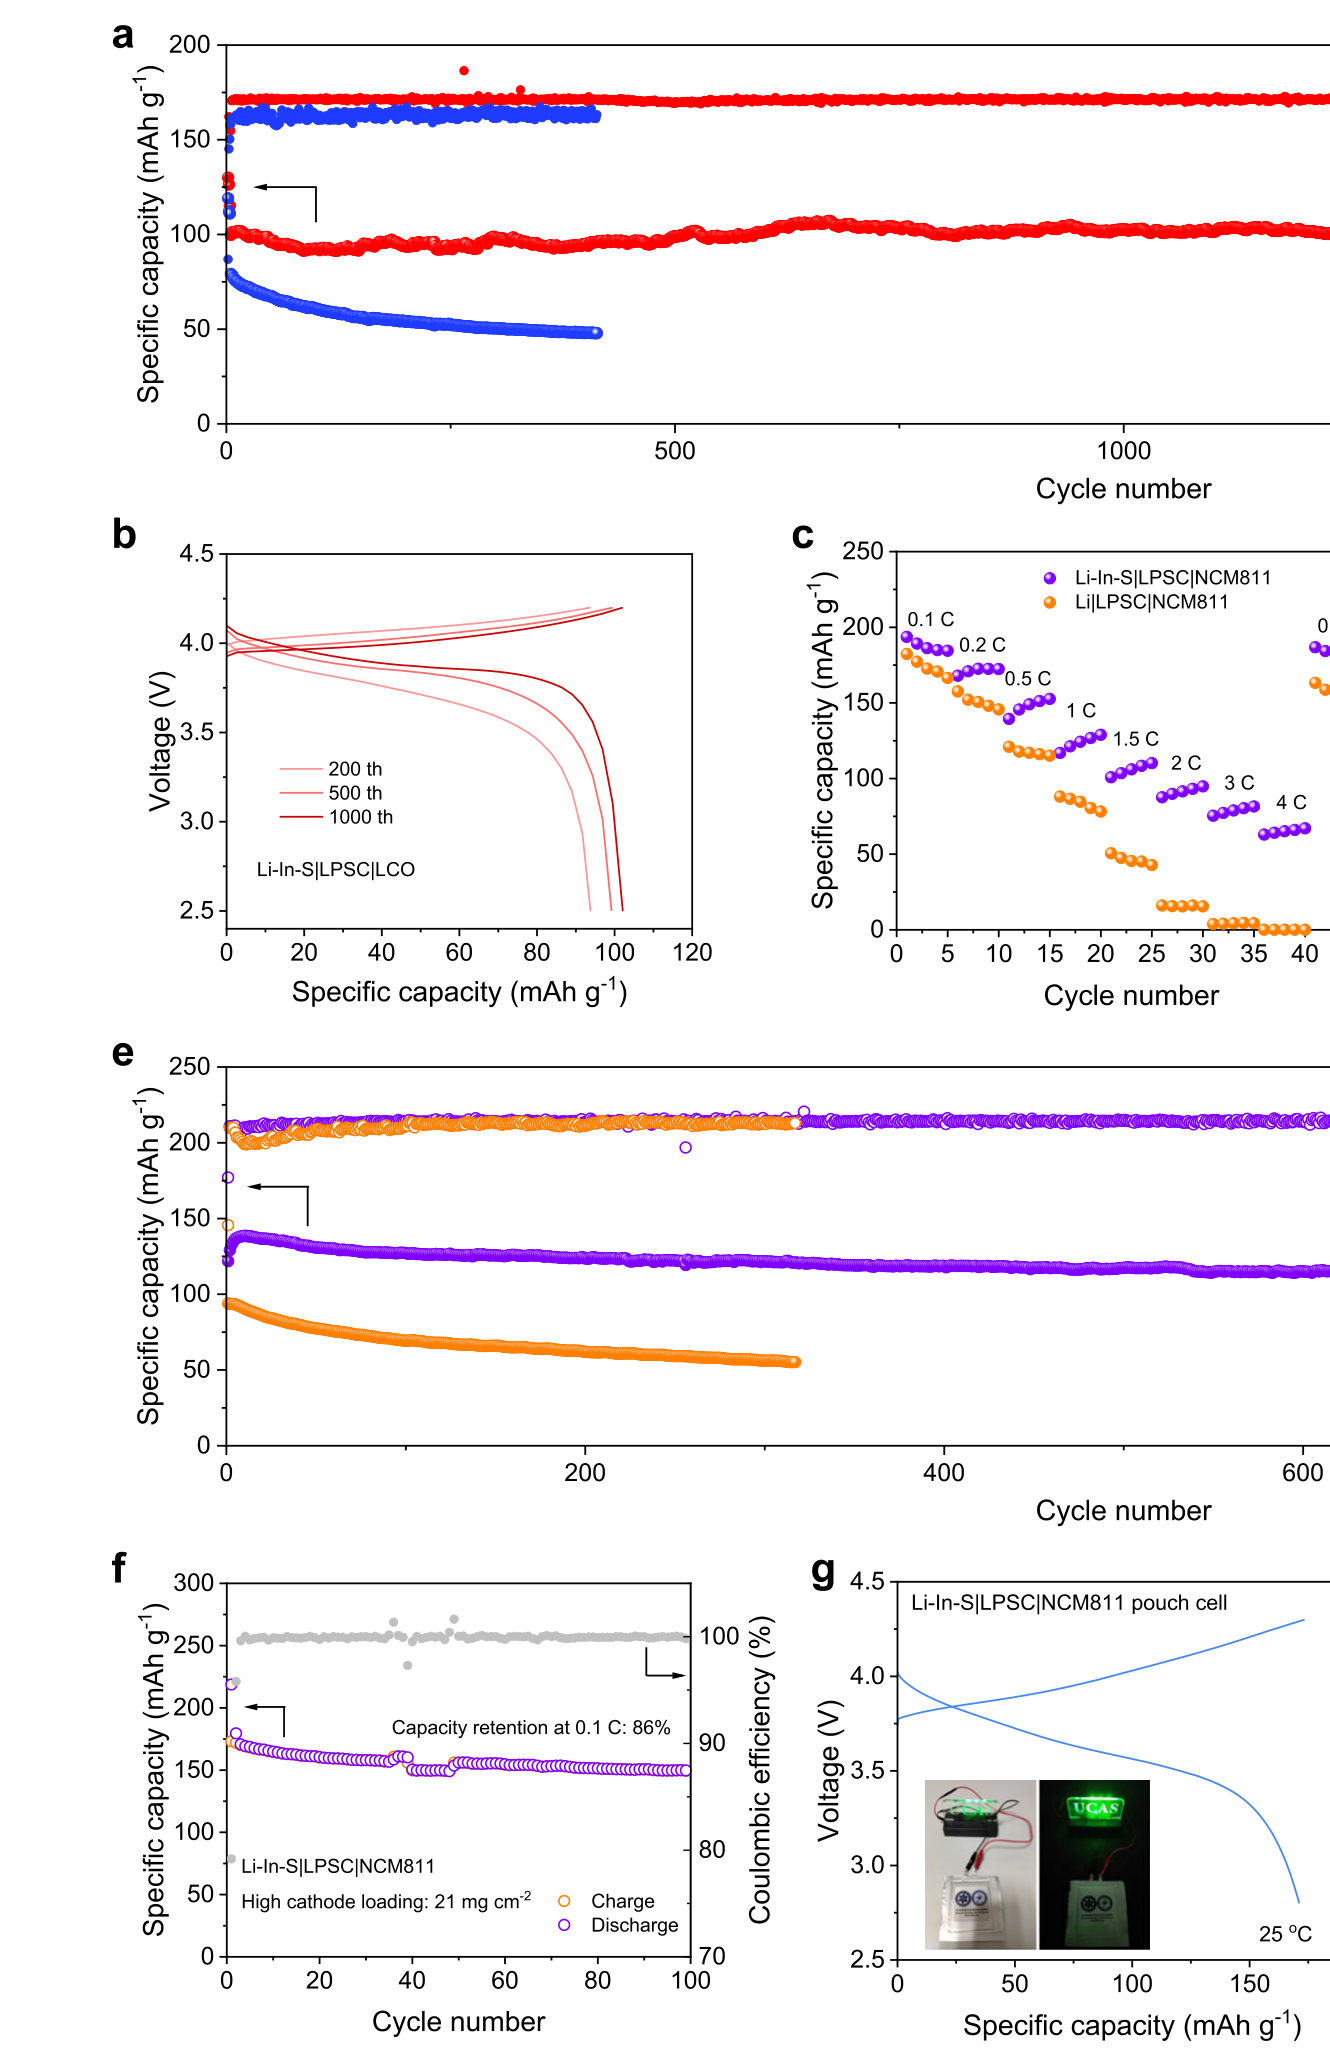 a
200
150
100
50
0
Specific capacity (mAh g⁻¹)
0 500 1000
Cycle number
b
4.5
4.0
3.5
3.0
2.5
Voltage (V)
200 th
500 th
1000 th
Li-In-S|LPSC|LCO
0 20 40 60 80 100 120
Specific capacity (mAh g⁻¹)
c
250
200
150
100
50
0
Specific capacity (mAh g⁻¹)
Li-In-S|LPSC|NCM811
Li|LPSC|NCM811
0.1 C
0.2 C
0.5 C
1 C
1.5 C
2 C
3 C
4 C
0
0 5 10 15 20 25 30 35 40
Cycle number
e
250
200
150
100
50
0
Specific capacity (mAh g⁻¹)
0 200 400 600
Cycle number
f
300
250
200
150
100
50
0
Specific capacity (mAh g⁻¹)
100
90
80
70
Coulombic efficiency (%)
Capacity retention at 0.1 C: 86%
Li-In-S|LPSC|NCM811
High cathode loading: 21 mg cm⁻²
Charge
Discharge
0 20 40 60 80 100
Cycle number
g
4.5
4.0
3.5
3.0
2.5
Voltage (V)
Li-In-S|LPSC|NCM811 pouch cell
UCAS
25 °C
0 50 100 150
Specific capacity (mAh g⁻¹)